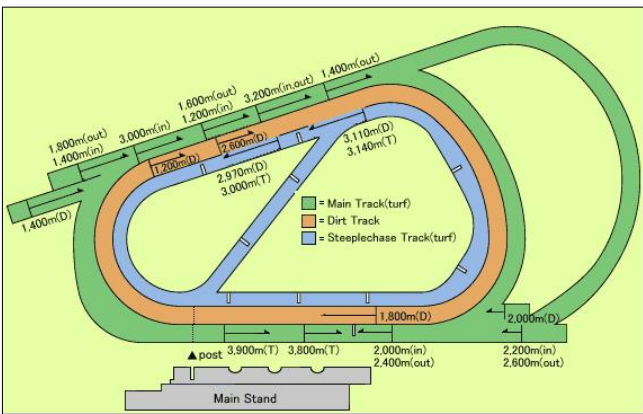 1,400m(out)
3,200m(in,out)
1,600m(out)
1,200m(in)
3,000m(in)
1,800m(out)
1,400m(in)
1,400m(D)
1,200m(D)
2,600m(D)
2,970m(D)
3,000m(T)
3,110m(D)
3,140m(T)
= Main Track(turf)
= Dirt Track
= Steeplechase Track(turf)
1,800m(D)
2,000m(D)
3,900m(T)
3,800m(T)
2,000m(in)
2,400m(out)
2,200m(in)
2,600m(out)
▲post
Main Stand